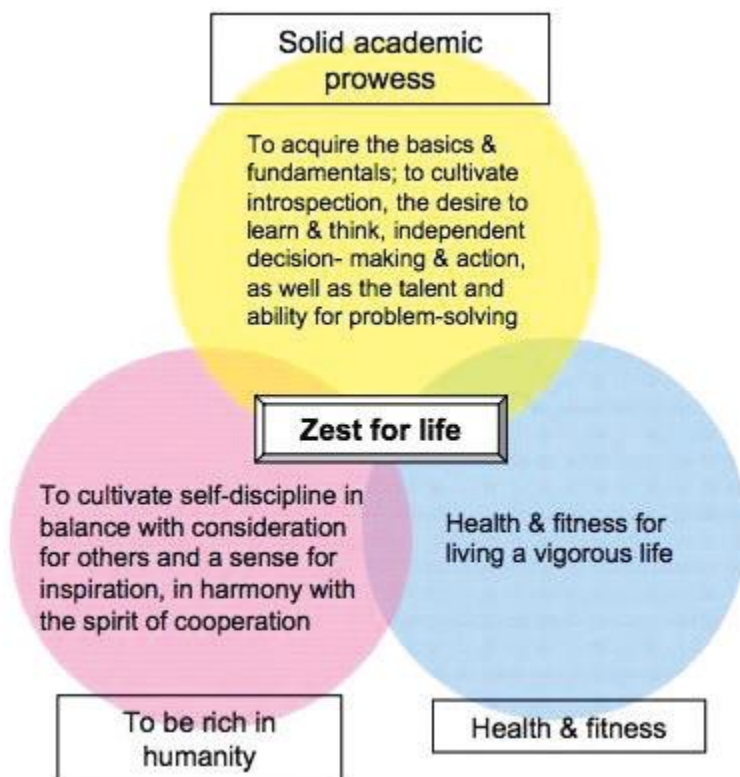 Solid academic
prowess
To acquire the basics &
fundamentals; to cultivate
introspection, the desire to
learn & think, independent
decision- making & action,
as well as the talent and
ability for problem-solving
Zest for life
To cultivate self-discipline in
balance with consideration
for others and a sense for
inspiration, in harmony with
the spirit of cooperation
Health & fitness for
living a vigorous life
To be rich in
humanity
Health & fitness